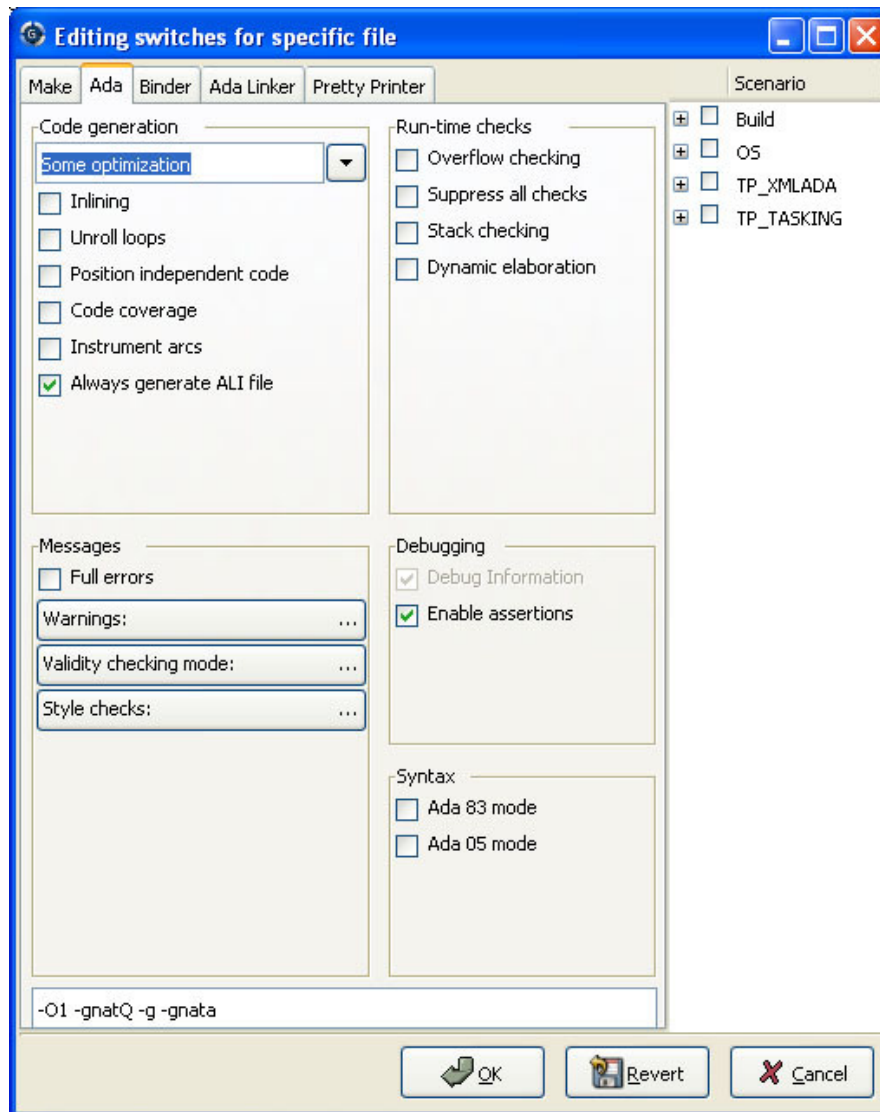 Editing switches for specific file
Make Ada Binder Ada Linker Pretty Printer
Scenario
Code generation
Some optimization
Inlining
Unroll loops
Position independent code
Code coverage
Instrument arcs
Always generate ALI file
Run-time checks
Overflow checking
Suppress all checks
Stack checking
Dynamic elaboration
Build
OS
TP_XMLADA
TP_TASKING
Messages
Full errors
Warnings: ...
Validity checking mode: ...
Style checks: ...
Debugging
Debug Information
Enable assertions
Syntax
Ada 83 mode
Ada 05 mode
-O1 -gnatQ -g -gnata
OK Revert Cancel